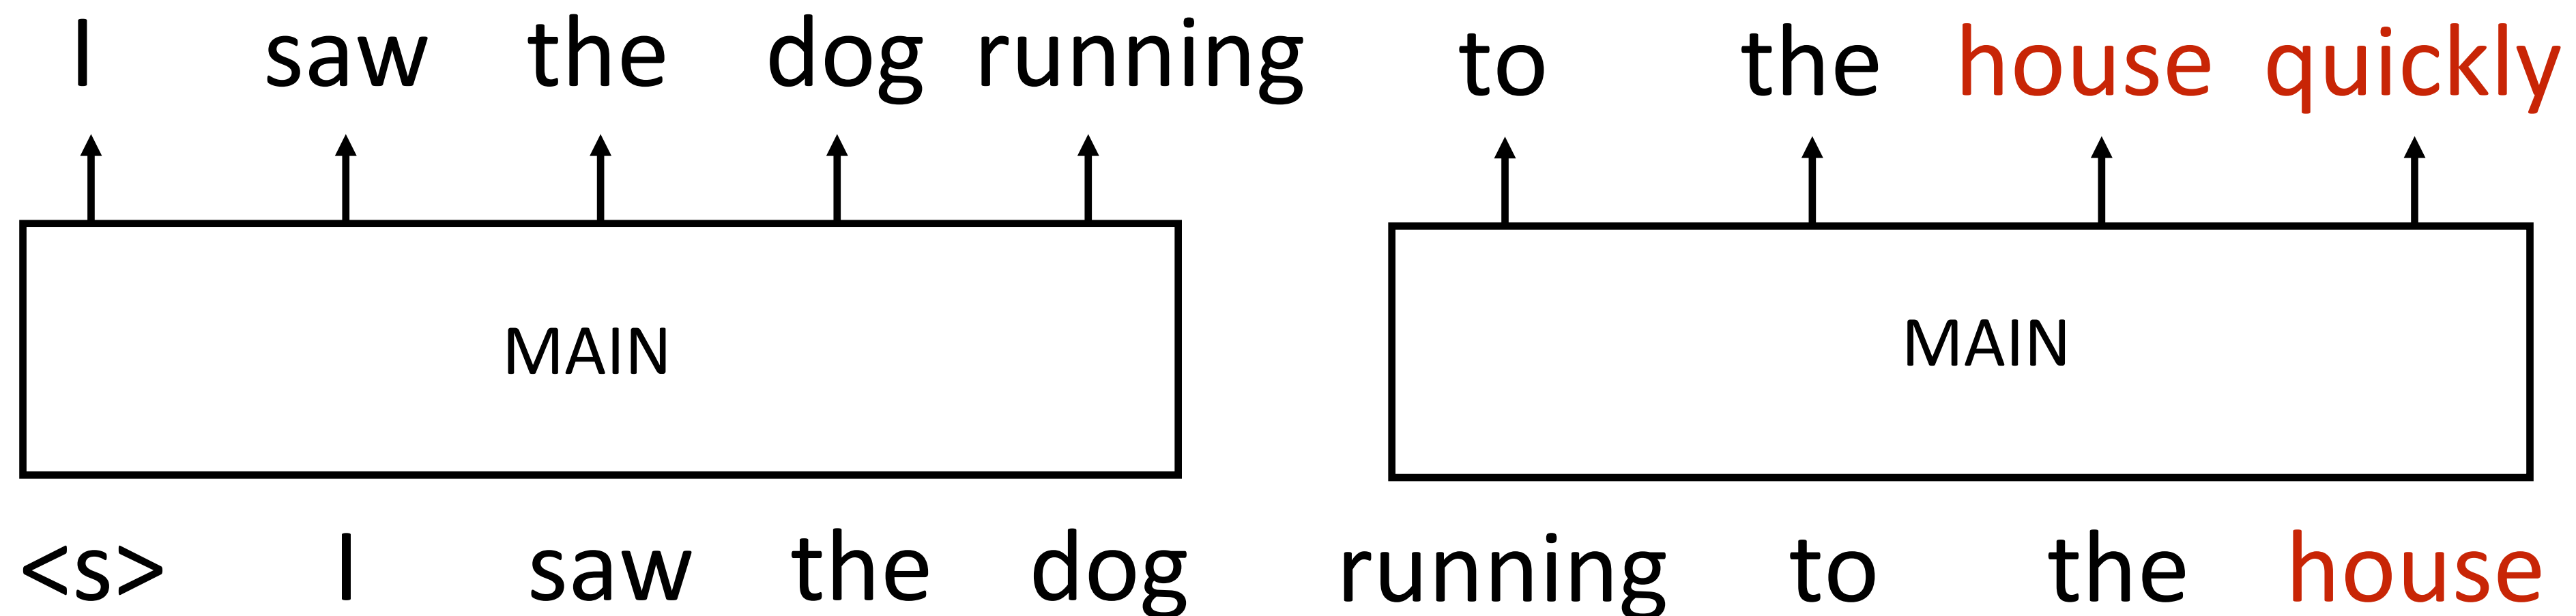 I saw the dog running to the house quickly
MAIN MAIN
<s> I saw the dog running to the house